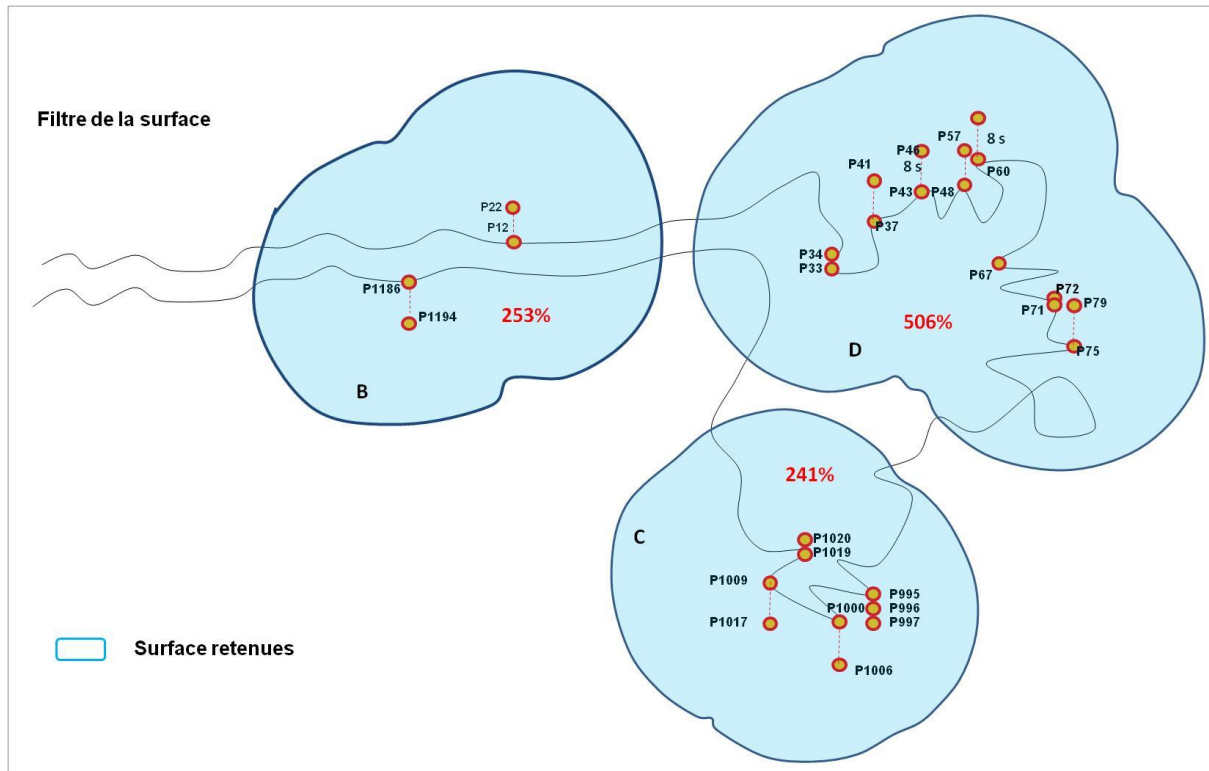 Filtre de la surface
P22
P12
P1186
P1194
253%
B
P41
P46
8 s
P43
P37
P34
P33
P57
8 s
P60
P48
P67
P72
P71
P79
P75
506%
D
241%
C
P1020
P1019
P1009
P1017
P1000
P995
P996
P997
P1006
Surface retenues